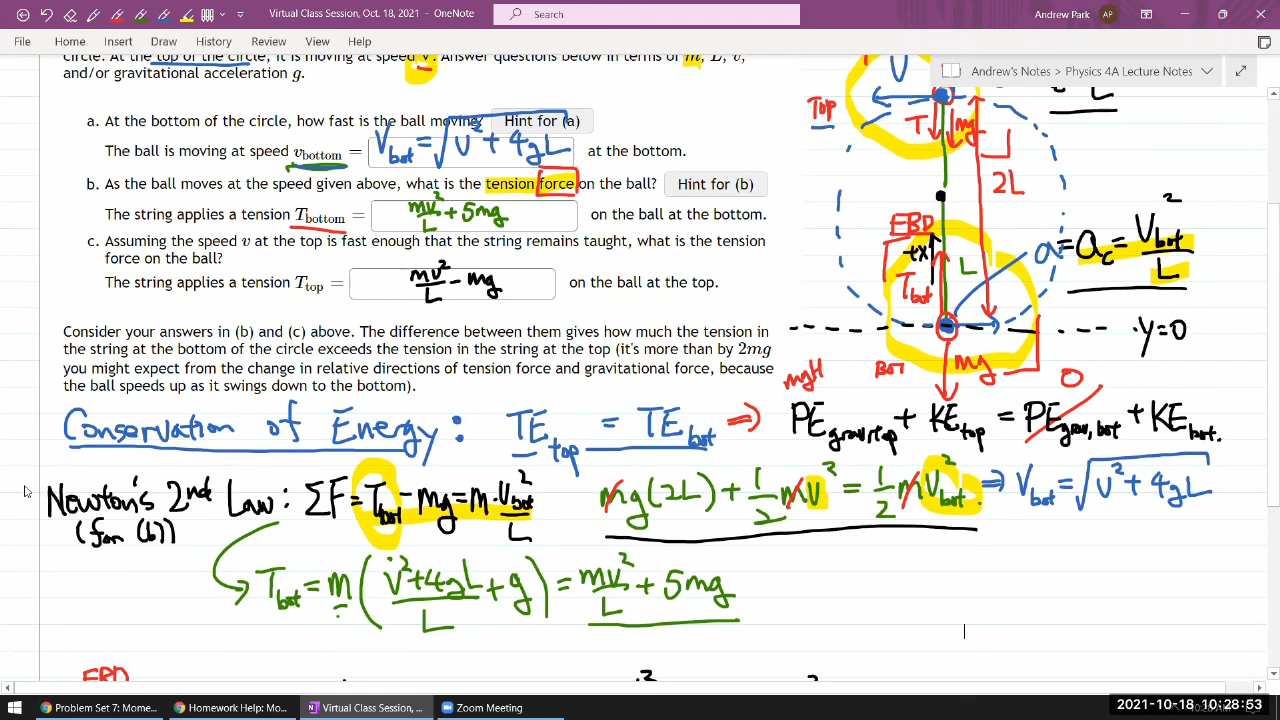 Virtual Class Session, Oct. 18, 2021 - OneNote
Search
Andrew Park
AP
File Home Insert Draw History Review View Help
Andrew's Notes > Physics 4A Lecture Notes
circle. At the top of the circle, it is moving at speed v. Answer questions below in terms of m, L, v,
and/or gravitational acceleration g.
a. At the bottom of the circle, how fast is the ball moving? Hint for (a)
The ball is moving at speed v_bottom = V_bot = √(v² + 4gL) at the bottom.
b. As the ball moves at the speed given above, what is the tension force on the ball? Hint for (b)
The string applies a tension T_bottom = mv²/L + 5mg on the ball at the bottom.
c. Assuming the speed v at the top is fast enough that the string remains taught, what is the tension
force on the ball?
The string applies a tension T_top = mv²/L - mg on the ball at the top.
Consider your answers in (b) and (c) above. The difference between them gives how much the tension in
the string at the bottom of the circle exceeds the tension in the string at the top (it's more than by 2mg
you might expect from the change in relative directions of tension force and gravitational force, because
the ball speeds up as it swings down to the bottom).
Top
V
T
mg
2L
FBD
+x
T_bot
L
a = a_c = V_bot²/L
y=0
BOT
mg
mgH
0
Conservation of Energy: TE_top = TE_bot ⇒ PE_grav,top + KE_top = PE_grav,bot + KE_bot.
mg(2L) + 1/2 mv² = 1/2 mV_bot² ⇒ V_bot = √(v² + 4gL)
Newton's 2nd Law: ΣF = T_bot - mg = m·V_bot²/L
(for (b))
T_bot = m((v²+4gL)/L + g) = mv²/L + 5mg
FBD
Problem Set 7: Mome...
Homework Help: Mo...
Virtual Class Session,...
Zoom Meeting
2021-10-18 10:28:53